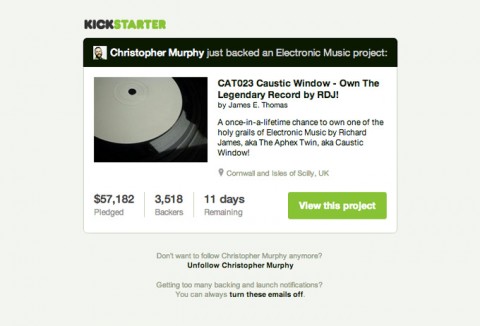 KICKSTARTER
Christopher Murphy just backed an Electronic Music project:
CAT023 Caustic Window - Own The
Legendary Record by RDJ!
by James E. Thomas
A once-in-a-lifetime chance to own one of the
holy grails of Electronic Music by Richard
James, aka The Aphex Twin, aka Caustic
Window!
Cornwall and Isles of Scilly, UK
$57,182 3,518 11 days
Pledged Backers Remaining
View this project
Don't want to follow Christopher Murphy anymore?
Unfollow Christopher Murphy
Getting too many backing and launch notifications?
You can always turn these emails off.